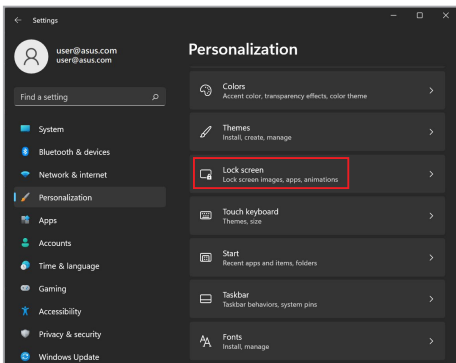 Settings
user@asus.com
user@asus.com
Find a setting
System
Bluetooth & devices
Network & internet
Personalization
Apps
Accounts
Time & language
Gaming
Accessibility
Privacy & security
Windows Update
Personalization
Colors
Accent color, transparency effects, color theme
Themes
Install, create, manage
Lock screen
Lock screen images, apps, animations
Touch keyboard
Themes, size
Start
Recent apps and items, folders
Taskbar
Taskbar behaviors, system pins
Fonts
Install, manage